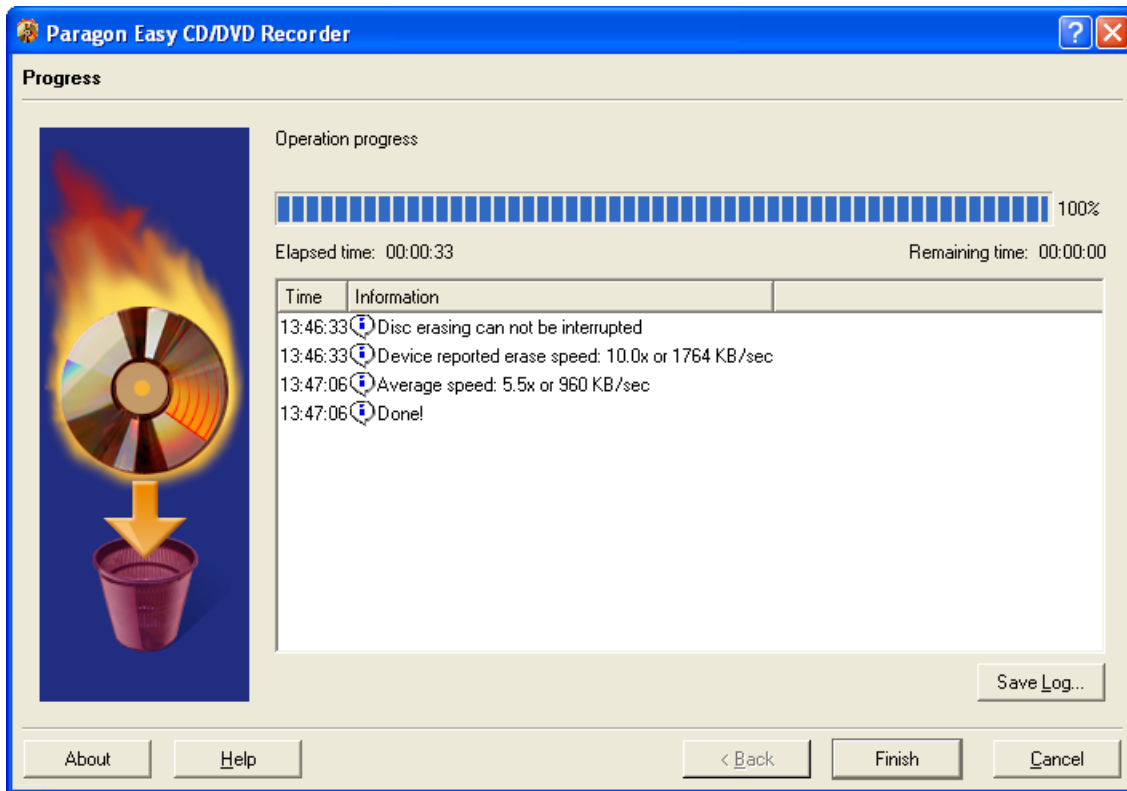 Paragon Easy CD/DVD Recorder
Progress
Operation progress
100%
Elapsed time: 00:00:33 Remaining time: 00:00:00
Time Information
13:46:33 Disc erasing can not be interrupted
13:46:33 Device reported erase speed: 10.0x or 1764 KB/sec
13:47:06 Average speed: 5.5x or 960 KB/sec
13:47:06 Done!
Save Log...
About Help < Back Finish Cancel